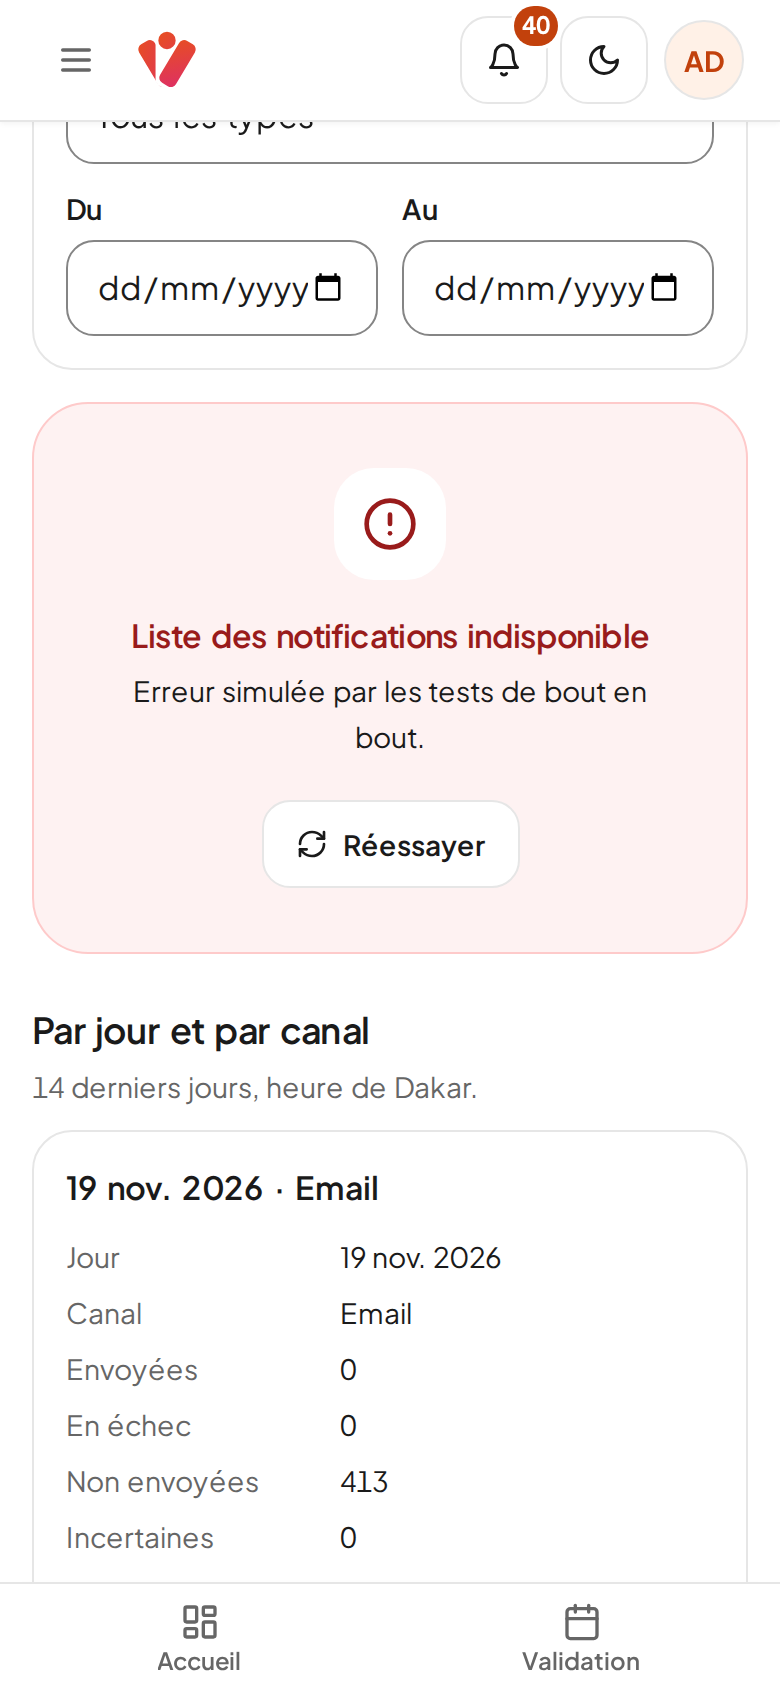 40
AD
Tous les types
Du
Au
dd/mm/yyyy
dd/mm/yyyy
Liste des notifications indisponible
Erreur simulée par les tests de bout en
bout.
Réessayer
Par jour et par canal
14 derniers jours, heure de Dakar.
19 nov. 2026 · Email
Jour 19 nov. 2026
Canal Email
Envoyées 0
En échec 0
Non envoyées 413
Incertaines 0
Accueil Validation